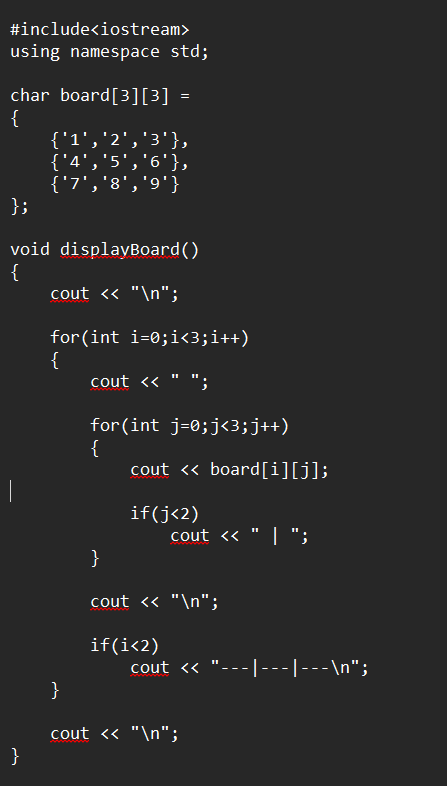 #include<iostream>
using namespace std;

char board[3][3] =
{
    {'1','2','3'},
    {'4','5','6'},
    {'7','8','9'}
};

void displayBoard()
{
    cout << "\n";

    for(int i=0;i<3;i++)
    {
        cout << " ";

        for(int j=0;j<3;j++)
        {
            cout << board[i][j];

            if(j<2)
                cout << " | ";
        }

        cout << "\n";

        if(i<2)
            cout << "---|---|---\n";
    }

    cout << "\n";
}